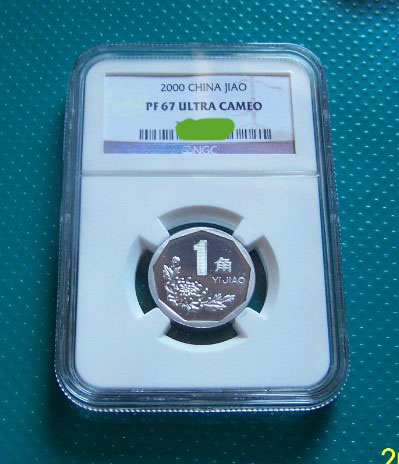 2000 CHINA JIAO
PF 67 ULTRA CAMEO
NGC
1角
YI JIAO